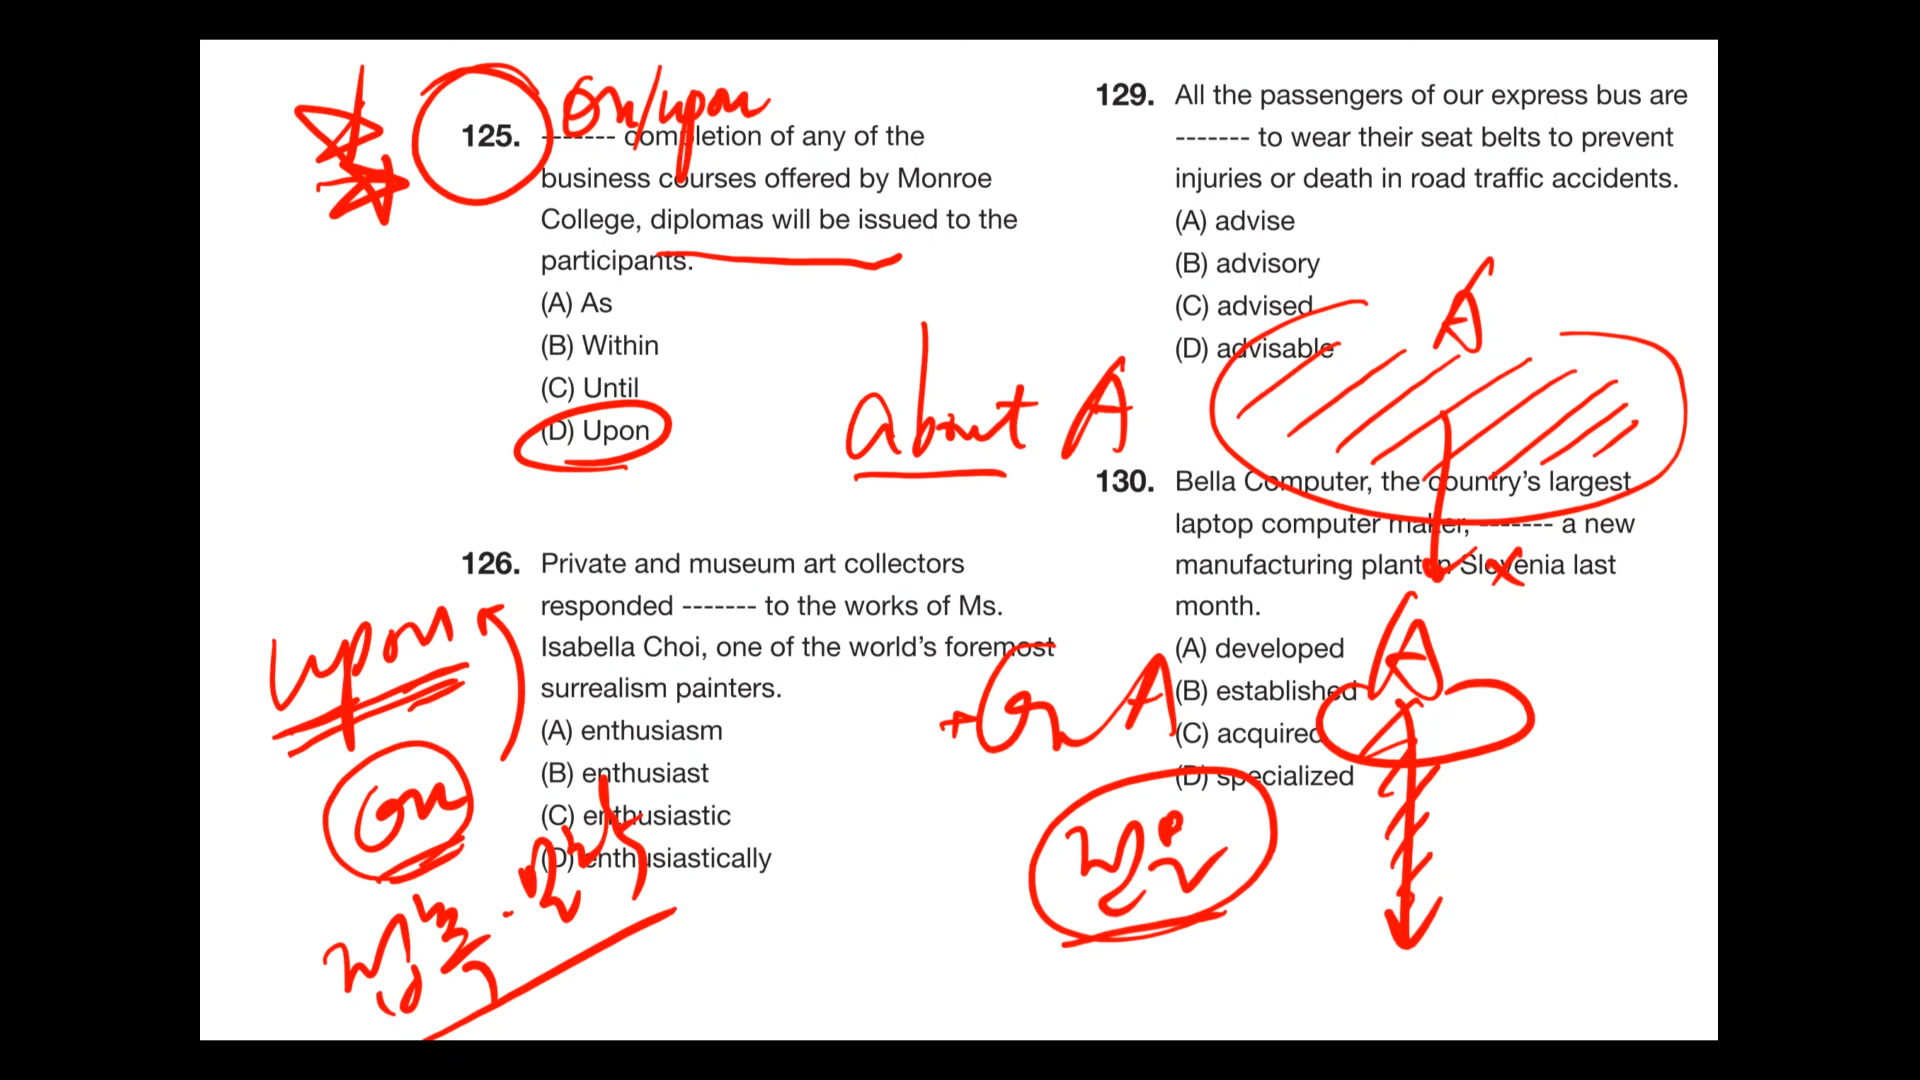 on/upon
125. ------- completion of any of the
business courses offered by Monroe
College, diplomas will be issued to the
participants.
(A) As
(B) Within
(C) Until
(D) Upon
126. Private and museum art collectors
responded ------- to the works of Ms.
Isabella Choi, one of the world's foremost
surrealism painters.
(A) enthusiasm
(B) enthusiast
(C) enthusiastic
(D) enthusiastically
upon
on
about A
on A
129. All the passengers of our express bus are
------- to wear their seat belts to prevent
injuries or death in road traffic accidents.
(A) advise
(B) advisory
(C) advised
(D) advisable
A
130. Bella Computer, the country's largest
laptop computer maker, ------- a new
manufacturing plant in Slovenia last
month.
(A) developed
(B) established
(C) acquired
(D) specialized
x
A